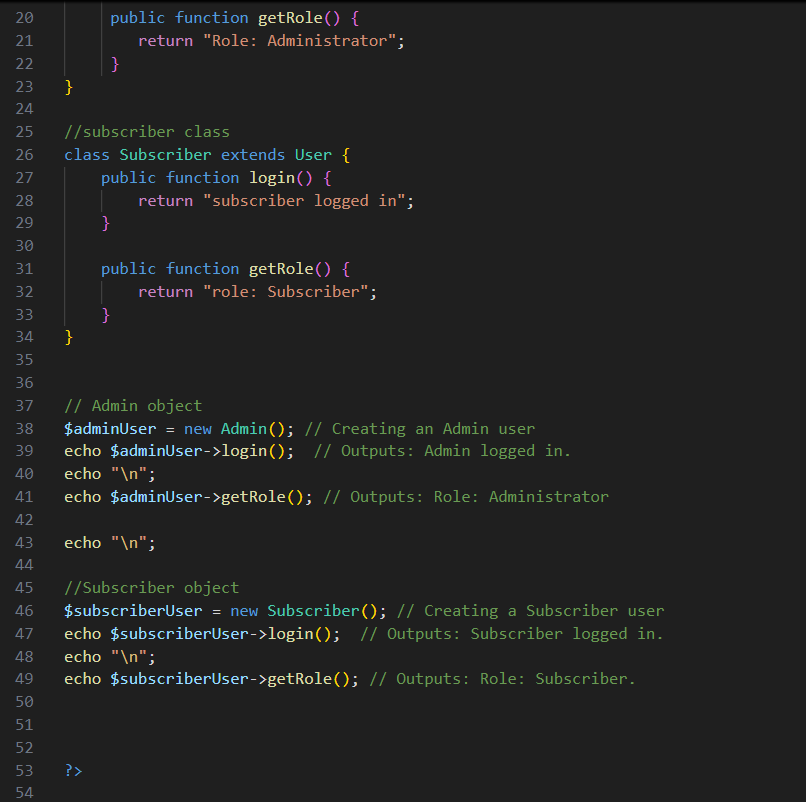 20 public function getRole() {
21 return "Role: Administrator";
22 }
23 }
24
25 //subscriber class
26 class Subscriber extends User {
27 public function login() {
28 return "subscriber logged in";
29 }
30
31 public function getRole() {
32 return "role: Subscriber";
33 }
34 }
35
36
37 // Admin object
38 $adminUser = new Admin(); // Creating an Admin user
39 echo $adminUser->login();  // Outputs: Admin logged in.
40 echo "\n";
41 echo $adminUser->getRole(); // Outputs: Role: Administrator
42
43 echo "\n";
44
45 //Subscriber object
46 $subscriberUser = new Subscriber(); // Creating a Subscriber user
47 echo $subscriberUser->login();  // Outputs: Subscriber logged in.
48 echo "\n";
49 echo $subscriberUser->getRole(); // Outputs: Role: Subscriber.
50
51
52
53 ?>
54